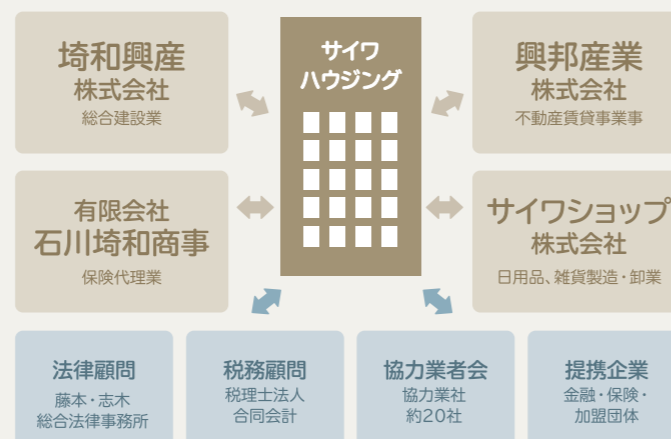 埼和興産
株式会社
総合建設業
サイワ
ハウジング
興邦産業
株式会社
不動産賃貸事業事
有限会社
石川埼和商事
保険代理業
サイワショップ
株式会社
日用品、雑貨製造・卸業
法律顧問
藤本・志木
総合法律事務所
税務顧問
税理士法人
合同会計
協力業者会
協力業社
約20社
提携企業
金融・保険・
加盟団体